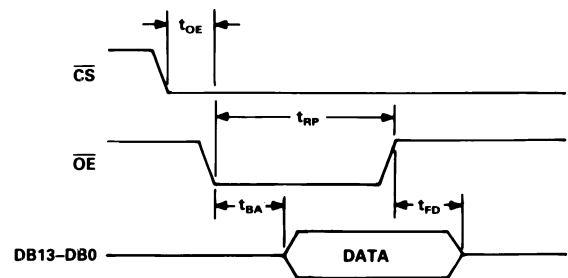 tOE
CS
tRP
OE
tBA
tFD
DB13–DB0
DATA